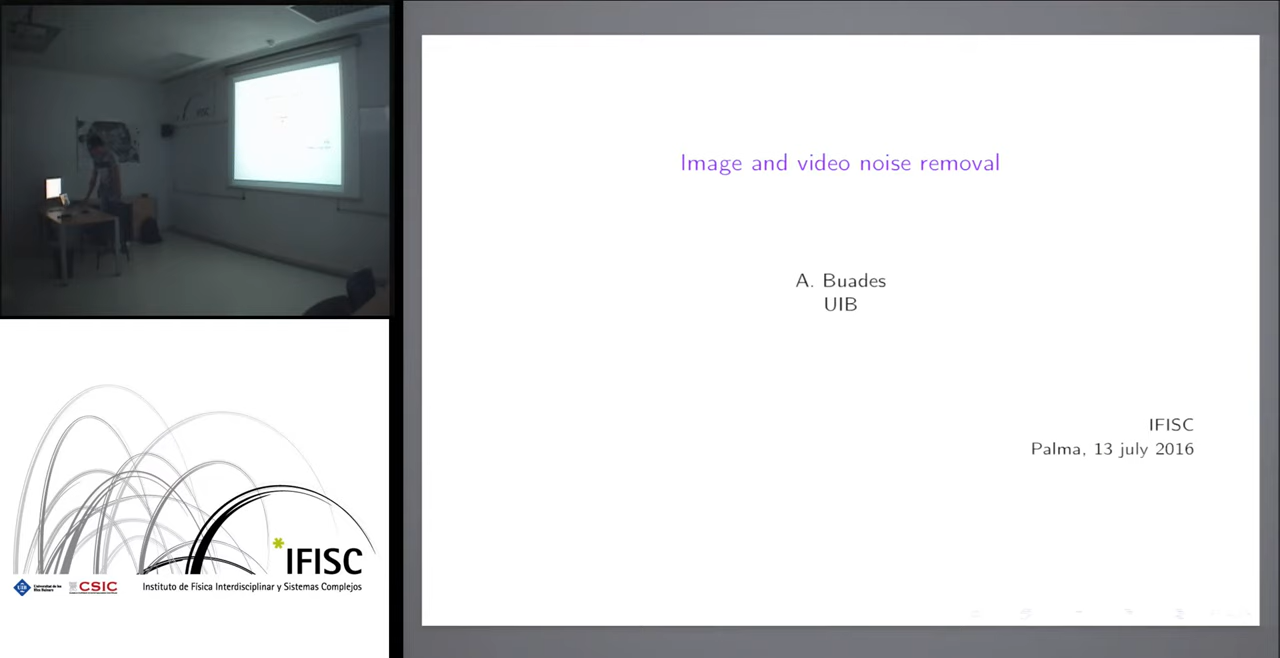 Image and video noise removal
A. Buades
UIB
IFISC
Palma, 13 july 2016
*IFISC
CSIC
Instituto de Física Interdisciplinar y Sistemas Complejos